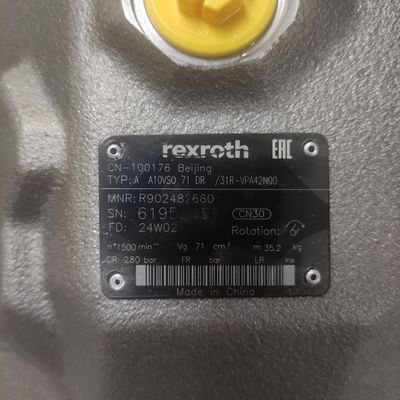 rexroth EAC
CN-100176 Beijing
TYP: A A10VSO 71 DR /31R-VPA42N00
MNR: R902482660
SN: 6195 CN30
FD: 24W02 Rotation:
n*1500 min⁻¹ Vg 71 cm³ m 35.2 kg
DR 280 bar FR bar LR kw
Made in China